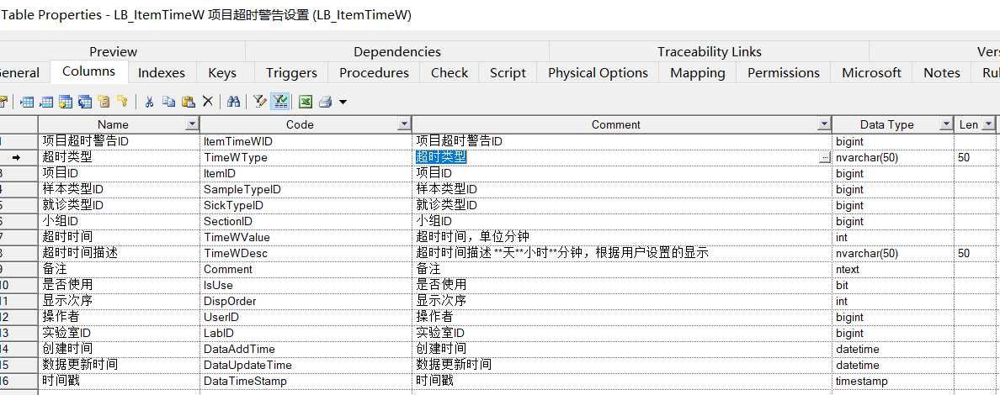 Table Properties - LB_ItemTimeW 项目超时警告设置 (LB_ItemTimeW)
Preview Dependencies Traceability Links Vers
General Columns Indexes Keys Triggers Procedures Check Script Physical Options Mapping Permissions Microsoft Notes Rul
Name Code Comment Data Type Len
1 项目超时警告ID ItemTimeWID 项目超时警告ID bigint
超时类型 TimeWType 超时类型 ... nvarchar(50) 50
3 项目ID ItemID 项目ID bigint
4 样本类型ID SampleTypeID 样本类型ID bigint
5 就诊类型ID SickTypeID 就诊类型ID bigint
6 小组ID SectionID 小组ID bigint
7 超时时间 TimeWValue 超时时间，单位分钟 int
8 超时时间描述 TimeWDesc 超时时间描述 **天**小时**分钟，根据用户设置的显示 nvarchar(50) 50
9 备注 Comment 备注 ntext
10 是否使用 IsUse 是否使用 bit
11 显示次序 DispOrder 显示次序 int
12 操作者 UserID 操作者 bigint
13 实验室ID LabID 实验室ID bigint
14 创建时间 DataAddTime 创建时间 datetime
15 数据更新时间 DataUpdateTime 数据更新时间 datetime
16 时间戳 DataTimeStamp 时间戳 timestamp